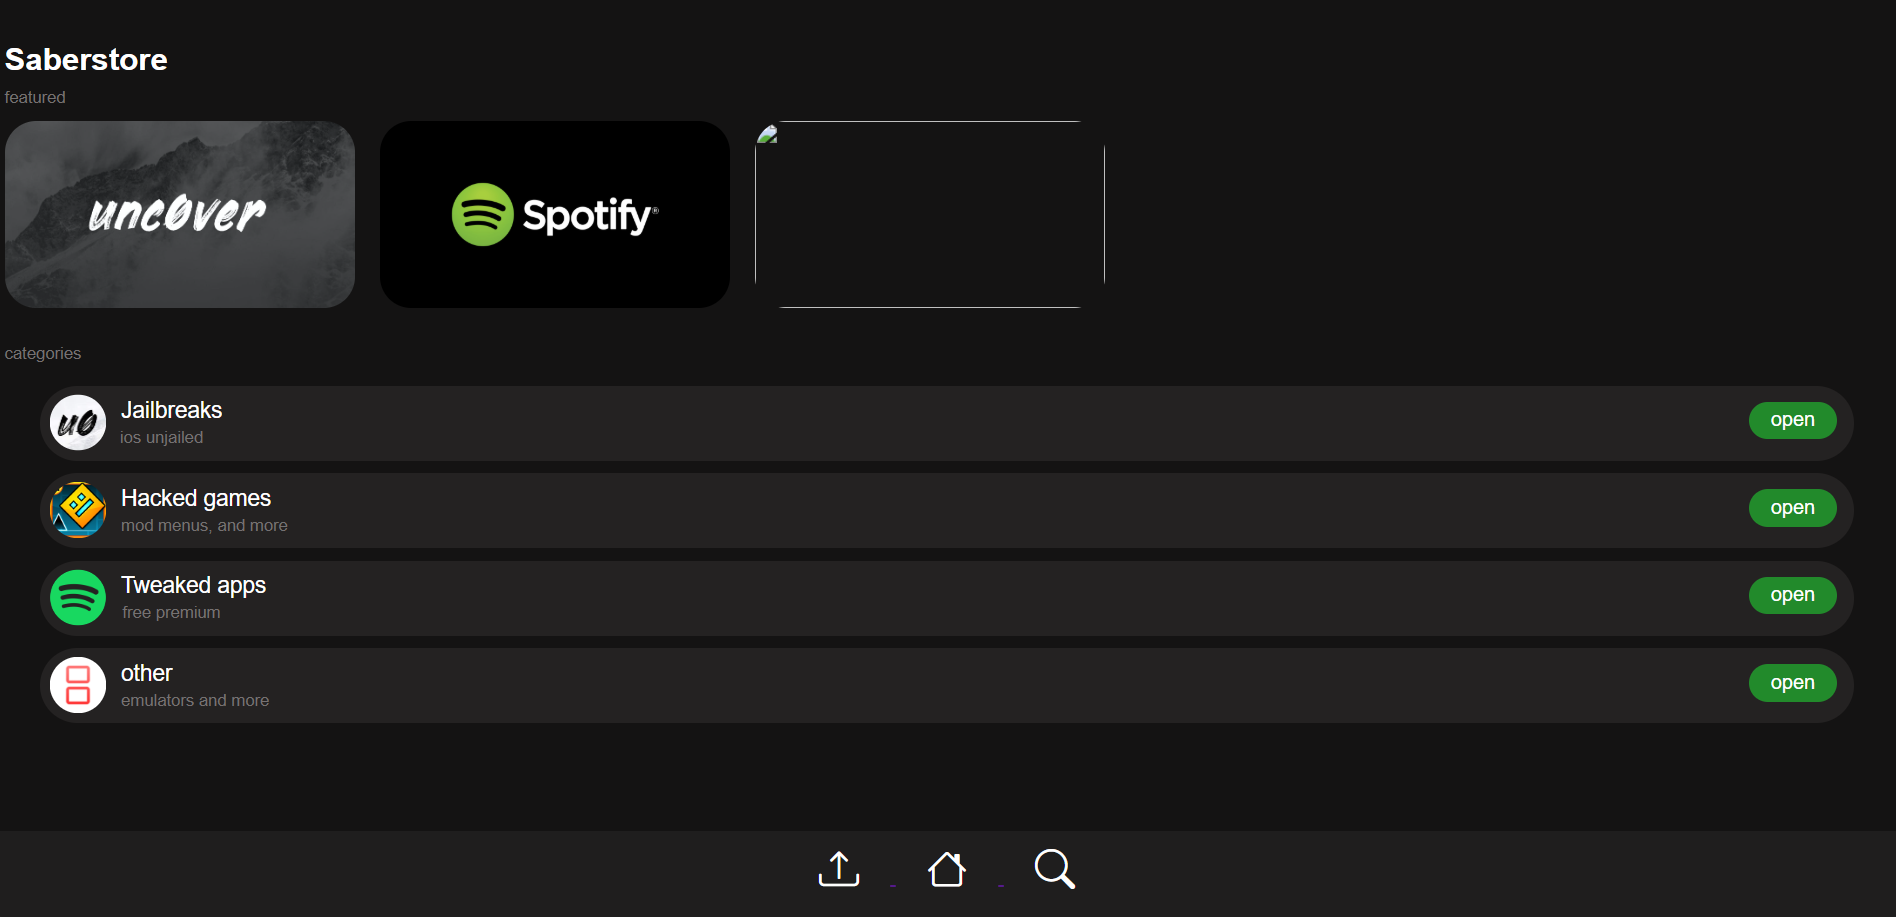 Saberstore
featured
unc0ver
Spotify®
categories
u0
Jailbreaks
ios unjailed
open
Hacked games
mod menus, and more
open
Tweaked apps
free premium
open
other
emulators and more
open